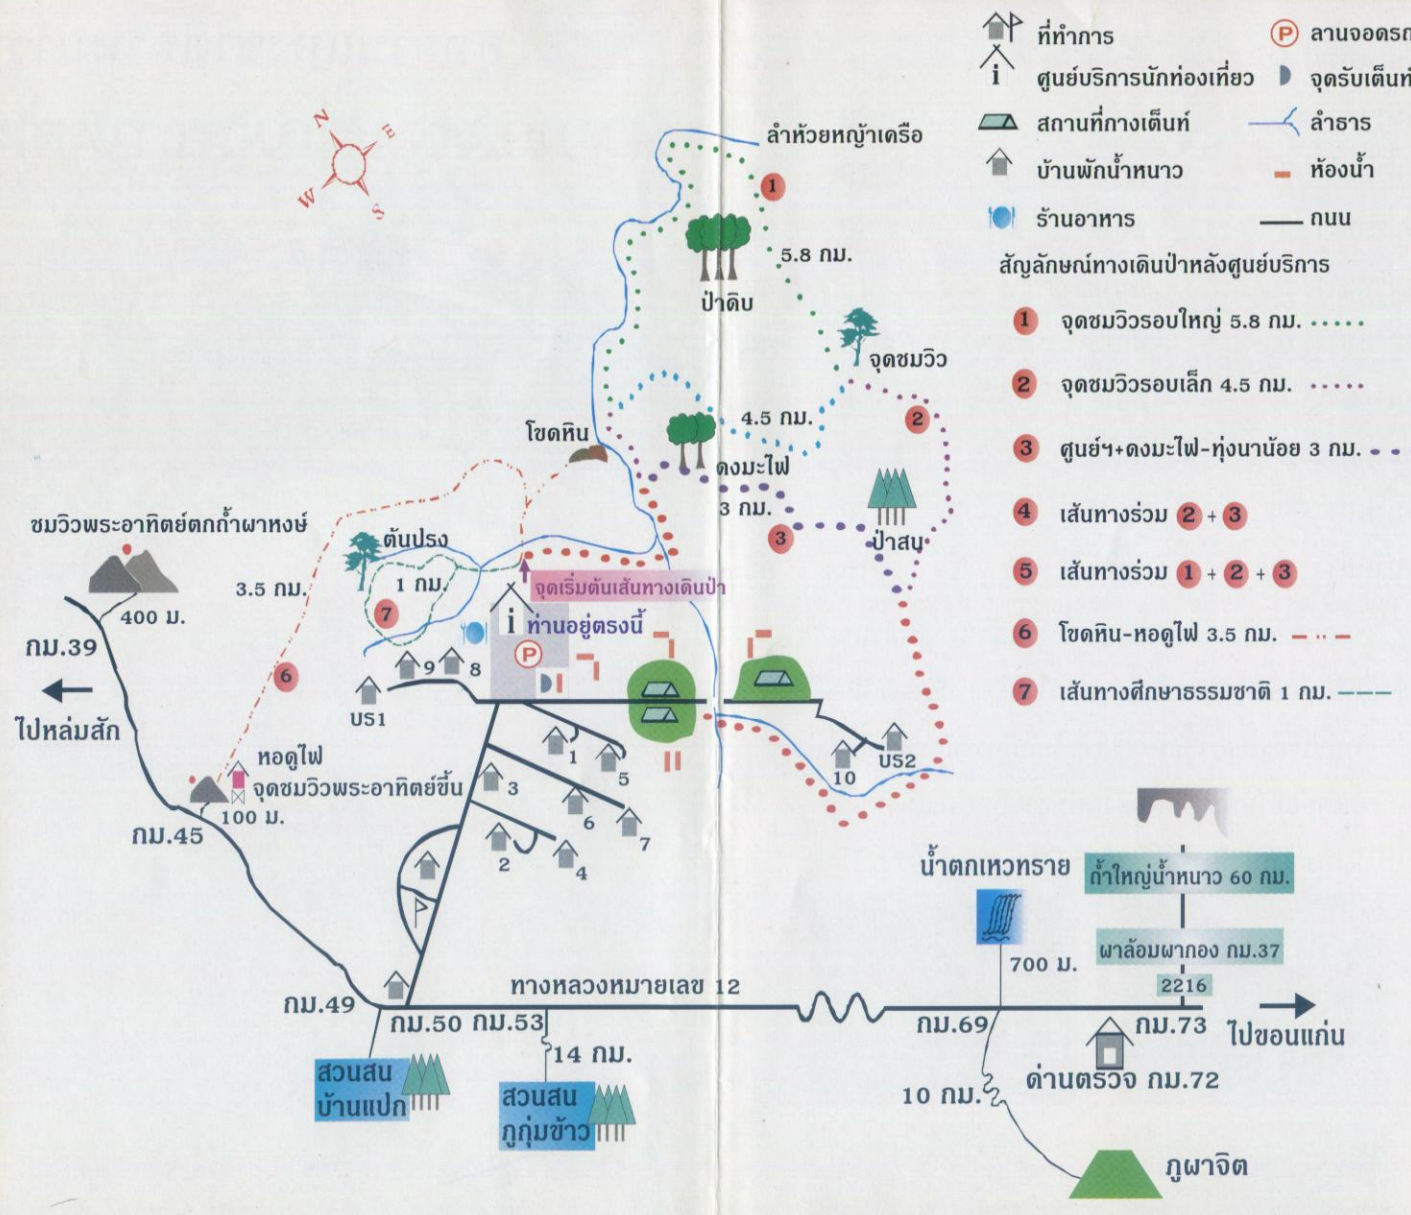 ที่ทำการ
ศูนย์บริการนักท่องเที่ยว
สถานที่กางเต็นท์
บ้านพักน้ำหนาว
ร้านอาหาร
P ลานจอดรถ
จุดรับเต็นท์
ลำธาร
ห้องน้ำ
ถนน
สัญลักษณ์ทางเดินป่าหลังศูนย์บริการ
1 จุดชมวิวรอบใหญ่ 5.8 กม.
2 จุดชมวิวรอบเล็ก 4.5 กม.
3 ศูนย์ฯ+ดงมะไฟ-ทุ่งนาน้อย 3 กม.
4 เส้นทางร่วม 2 + 3
5 เส้นทางร่วม 1 + 2 + 3
6 โขดหิน-หอดูไฟ 3.5 กม.
7 เส้นทางศึกษาธรรมชาติ 1 กม.
N
E
W
S
ลำห้วยหญ้าเครือ
1
5.8 กม.
ป่าดิบ
จุดชมวิว
4.5 กม.
2
โขดหิน
ดงมะไฟ
3 กม.
3
ป่าสน
ชมวิวพระอาทิตย์ตกถ้ำผาหงษ์
400 ม.
3.5 กม.
ต้นปรง
1 กม.
7
จุดเริ่มต้นเส้นทางเดินป่า
i ท่านอยู่ตรงนี้
P
กม.39
ไปหล่มสัก
6
9
8
บร1
หอดูไฟ
จุดชมวิวพระอาทิตย์ขึ้น
100 ม.
กม.45
1
5
3
6
7
2
4
10
บร2
น้ำตกเหวทราย
700 ม.
ถ้ำใหญ่น้ำหนาว 60 กม.
ผาล้อมผากอง กม.37
2216
กม.49
ทางหลวงหมายเลข 12
กม.50
กม.53
กม.69
กม.73
ไปขอนแก่น
14 กม.
สวนสน
บ้านแปก
สวนสน
ภูกุ่มข้าว
ด่านตรวจ กม.72
10 กม.
ภูผาจิต